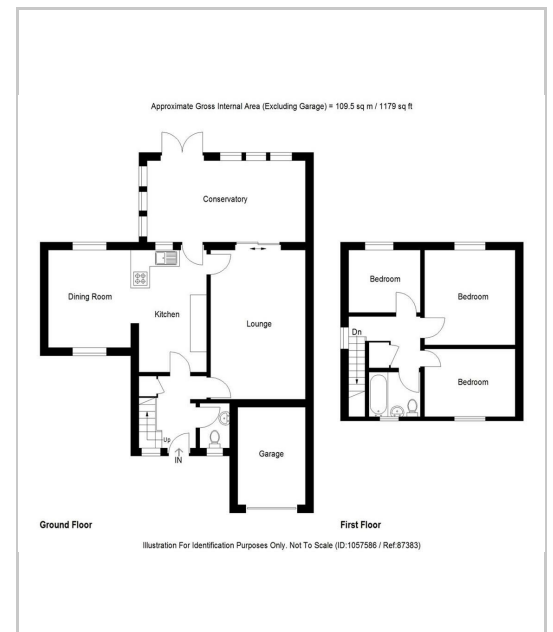 Approximate Gross Internal Area (Excluding Garage) = 109.5 sq m / 1179 sq ft
Conservatory
Dining Room
Kitchen
Lounge
Up
IN
Garage
Bedroom
Bedroom
Dn
Bedroom
Ground Floor
First Floor
Illustration For Identification Purposes Only. Not To Scale (ID:1057586 / Ref:87383)